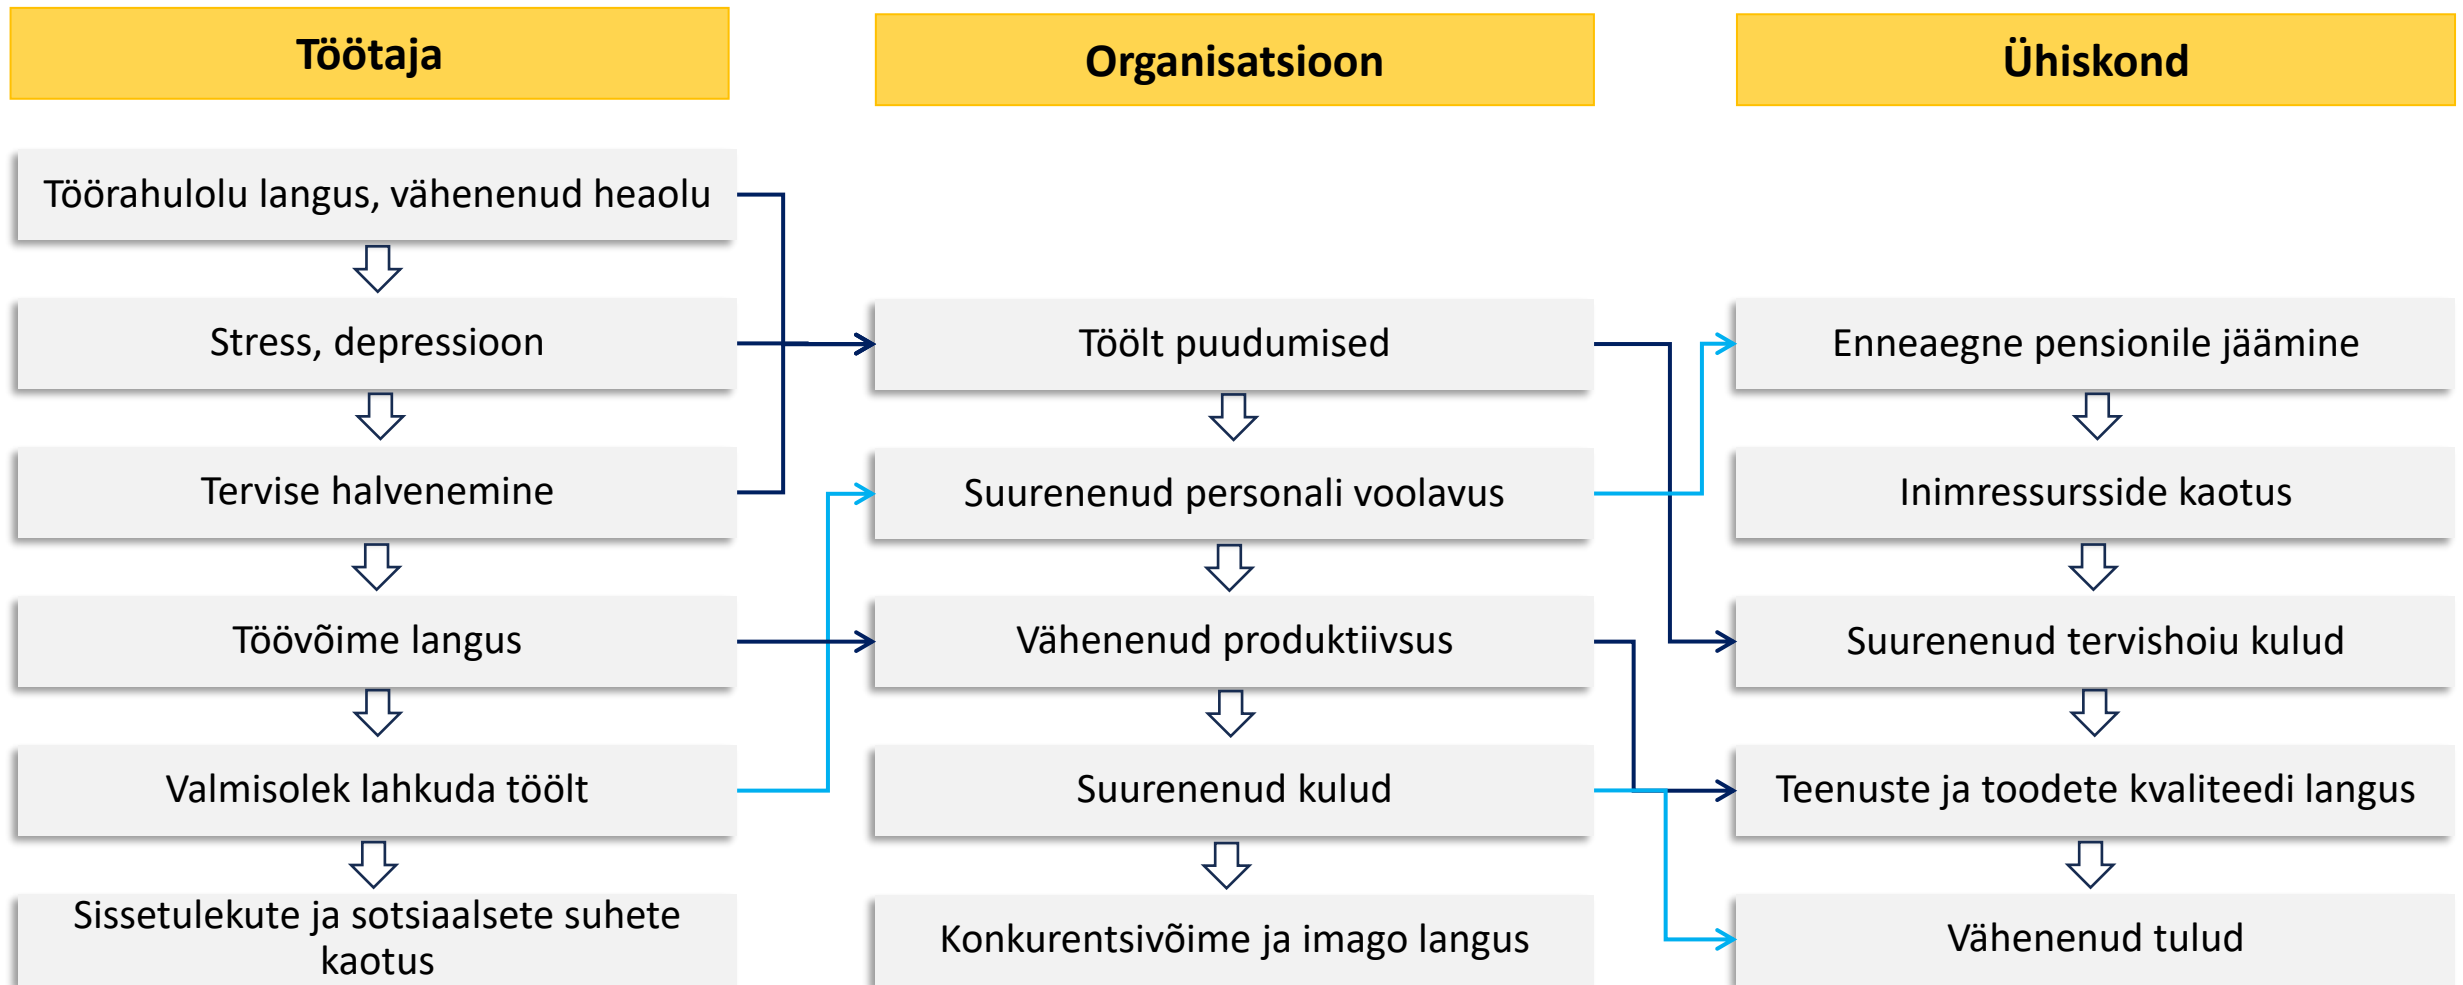 Töötaja
Organisatsioon
Ühiskond
Töörahulolu langus, vähenenud heaolu
Stress, depressioon
Tervise halvenemine
Töövõime langus
Valmisolek lahkuda töölt
Sissetulekute ja sotsiaalsete suhete
kaotus
Töölt puudumised
Suurenenud personali voolavus
Vähenenud produktiivsus
Suurenenud kulud
Konkurentsivõime ja imago langus
Enneaegne pensionile jäämine
Inimressursside kaotus
Suurenenud tervishoiu kulud
Teenuste ja toodete kvaliteedi langus
Vähenenud tulud